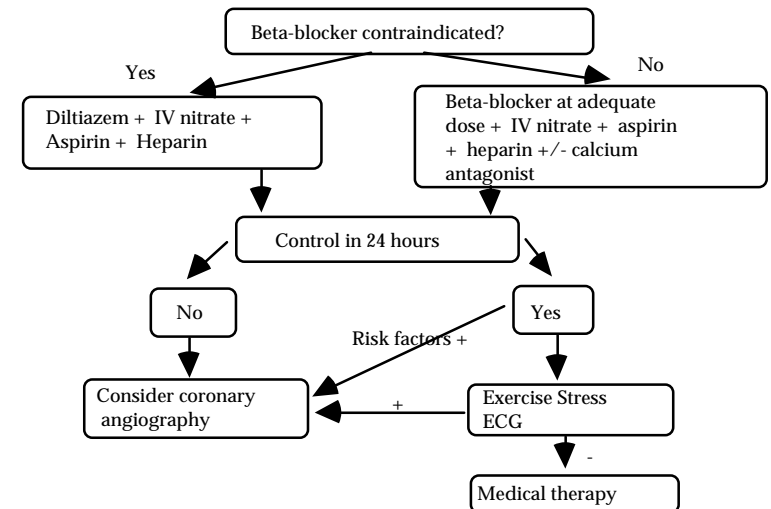 Beta-blocker contraindicated?
Yes
No
Diltiazem + IV nitrate +
Aspirin + Heparin
Beta-blocker at adequate
dose + IV nitrate + aspirin
+ heparin +/- calcium
antagonist
Control in 24 hours
No
Yes
Risk factors +
Consider coronary
angiography
+
Exercise Stress
ECG
-
Medical therapy